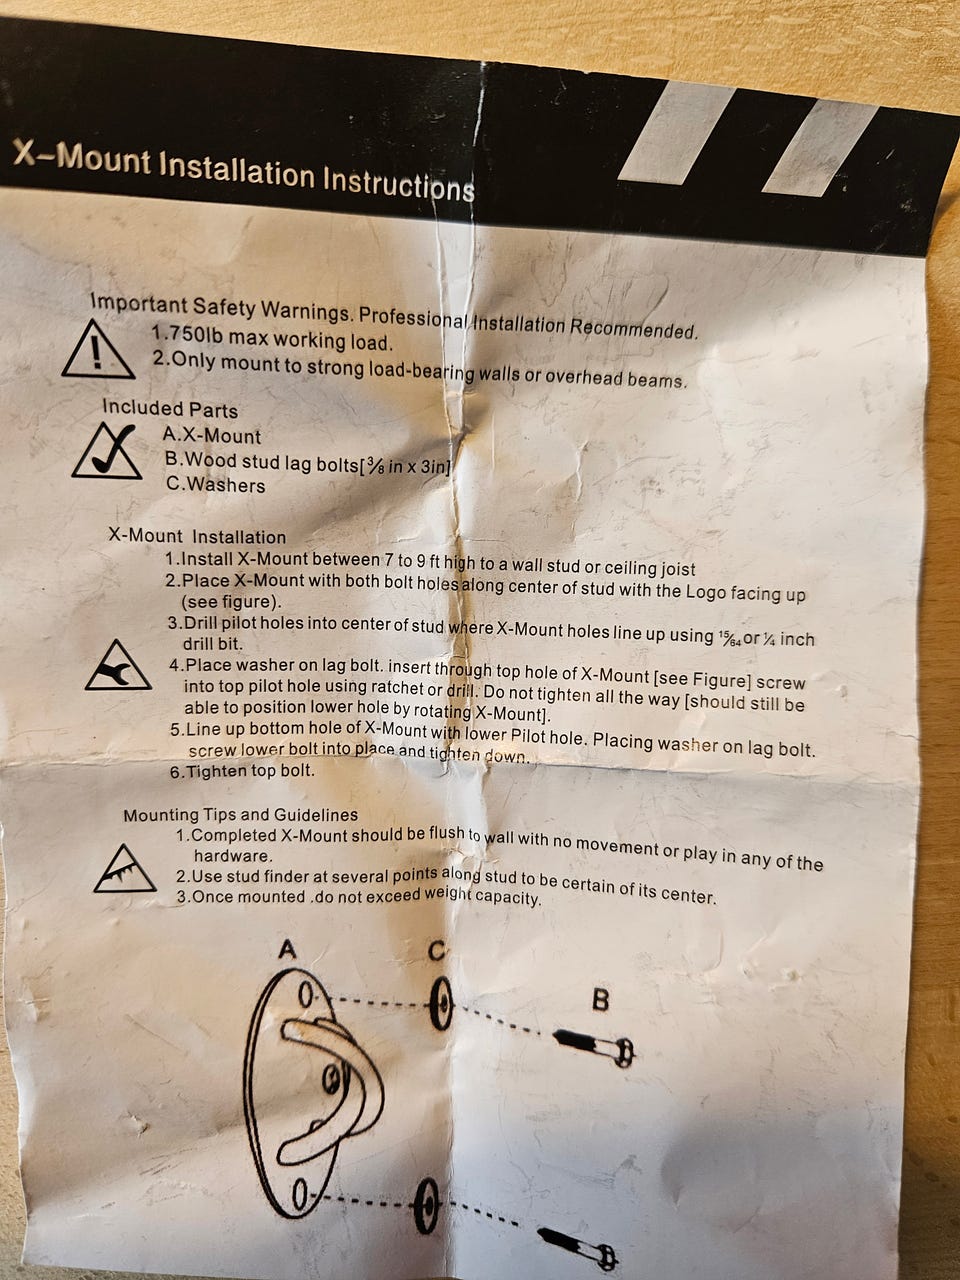 X-Mount Installation Instructions
Important Safety Warnings. Professional Installation Recommended.
1.750lb max working load.
2.Only mount to strong load-bearing walls or overhead beams.
Included Parts
A.X-Mount
B.Wood stud lag bolts[⅜ in x 3in]
C.Washers
X-Mount Installation
1.Install X-Mount between 7 to 9 ft high to a wall stud or ceiling joist
2.Place X-Mount with both bolt holes along center of stud with the Logo facing up
(see figure).
3.Drill pilot holes into center of stud where X-Mount holes line up using 15/64 or ¼ inch
drill bit.
4.Place washer on lag bolt. insert through top hole of X-Mount [see Figure] screw
into top pilot hole using ratchet or drill. Do not tighten all the way [should still be
able to position lower hole by rotating X-Mount].
5.Line up bottom hole of X-Mount with lower Pilot hole. Placing washer on lag bolt.
screw lower bolt into place and tighten down.
6.Tighten top bolt.
Mounting Tips and Guidelines
1.Completed X-Mount should be flush to wall with no movement or play in any of the
hardware.
2.Use stud finder at several points along stud to be certain of its center.
3.Once mounted .do not exceed weight capacity.
A
C
B